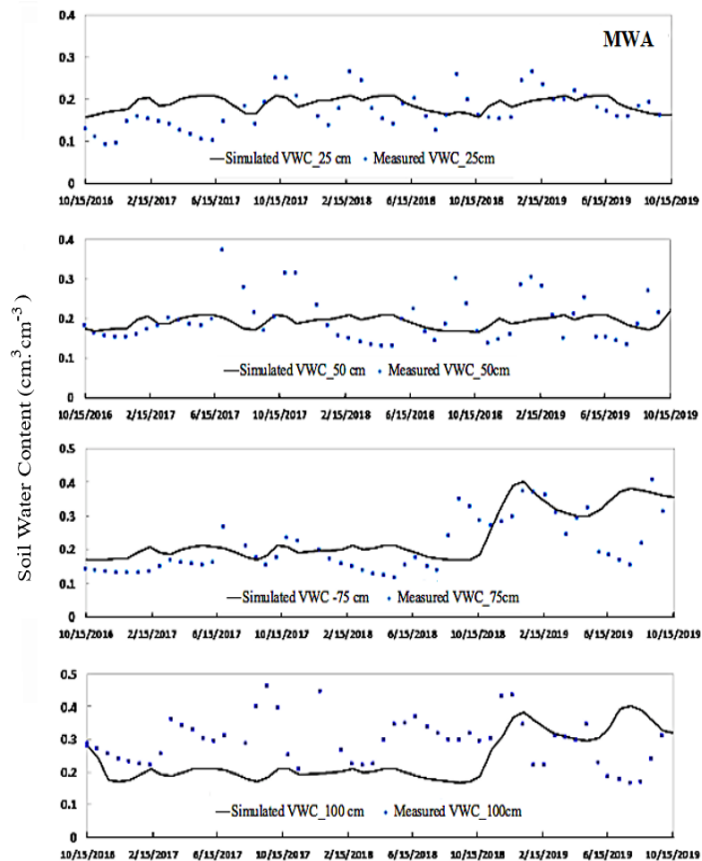 MWA
Soil Water Content (cm³.cm⁻³)
0.4
0.3
0.2
0.1
0
Simulated VWC_25 cm Measured VWC_25cm
10/15/2016 2/15/2017 6/15/2017 10/15/2017 2/15/2018 6/15/2018 10/15/2018 2/15/2019 6/15/2019 10/15/2019
0.4
0.3
0.2
0.1
0
Simulated VWC_50 cm Measured VWC_50cm
10/15/2016 2/15/2017 6/15/2017 10/15/2017 2/15/2018 6/15/2018 10/15/2018 2/15/2019 6/15/2019 10/15/2019
0.5
0.4
0.3
0.2
0.1
0
Simulated VWC -75 cm Measured VWC_75cm
10/15/2016 2/15/2017 6/15/2017 10/15/2017 2/15/2018 6/15/2018 10/15/2018 2/15/2019 6/15/2019 10/15/2019
0.5
0.4
0.3
0.2
0.1
0
Simulated VWC_100 cm Measured VWC_100cm
10/15/2016 2/15/2017 6/15/2017 10/15/2017 2/15/2018 6/15/2018 10/15/2018 2/15/2019 6/15/2019 10/15/2019